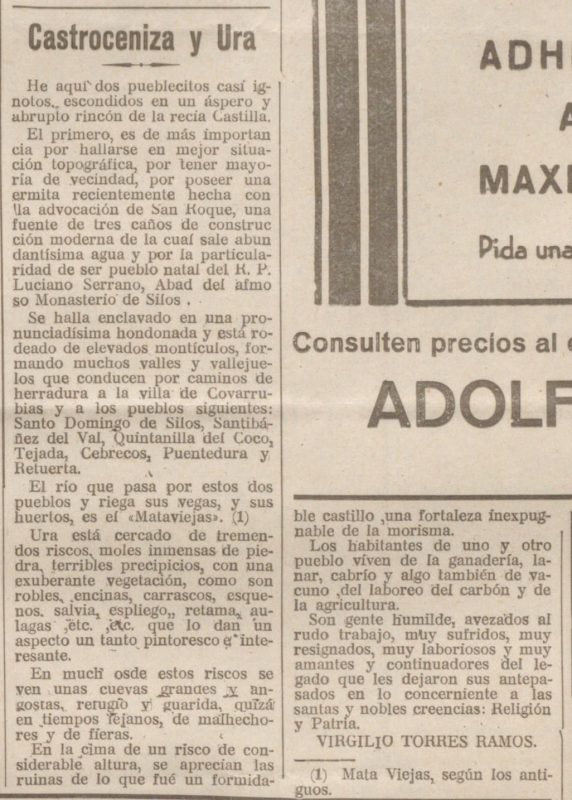 Castroceniza y Ura
He aquí dos pueblecitos casi ig-
notos, escondidos en un áspero y
abrupto rincón de la recia Castilla.
El primero, es de más importan
cia por hallarse en mejor situa-
ción topográfica, por tener mayo-
ría de vecindad, por poseer una
ermita recientemente hecha con
la advocación de San Roque, una
fuente de tres caños de construc
ción moderna de la cual sale abun
dantísima agua y por la particula-
ridad de ser pueblo natal del R. P.
Luciano Serrano, Abad del afmo
so Monasterio de Silos .
Se halla enclavado en una pro-
nunciadísima hondonada y está ro-
deado de elevados montículos, for-
mando muchos valles y vallejue-
los que conducen por caminos de
herradura a la villa de Covarru-
bias y a los pueblos siguientes:
Santo Domingo de Silos, Santibá-
ñez del Val, Quintanilla del Coco,
Tejada, Cebrecos, Puentedura y
Retuerta.
El río que pasa por estos dos
pueblos y riega sus vegas, y sus
huertos, es el «Mataviejas». (1)
Ura está cercado de tremen-
dos riscos, moles inmensas de pie-
dra, terribles precipicios, con una
exuberante vegetación, como son
robles, encinas, carrascos, esque-
nos, salvia, espliego,, retama, au-
lagas ,etc. ,etc. que lo dan un
aspecto un tanto pintoresco e inte-
resante.
En much osde estos riscos se
ven unas cuevas grandes y an-
gostas, refugio y guarida, quizá
en tiempos lejanos, de malhecho-
res y de fieras.
En la cima de un risco de con-
siderable altura, se aprecian las
ruinas de lo que fué un formida-
ble castillo ,una fortaleza inexpug-
nable de la morisma.
Los habitantes de uno y otro
pueblo viven de la ganadería, la-
nar, cabrío y algo también de va-
cuno ,del laboreo del carbón y de
la agricultura.
Son gente humilde, avezados al
rudo trabajo, muy sufridos, muy
resignados, muy laboriosos y muy
amantes y continuadores del le-
gado que les dejaron sus antepa-
sados en lo concerniente a las
santas y nobles creencias: Religión
y Patria.
VIRGILIO TORRES RAMOS.
(1) Mata Viejas, según los anti-
guos.
ADH
A
MAXI
Pida una
Consulten precios al
ADOLF